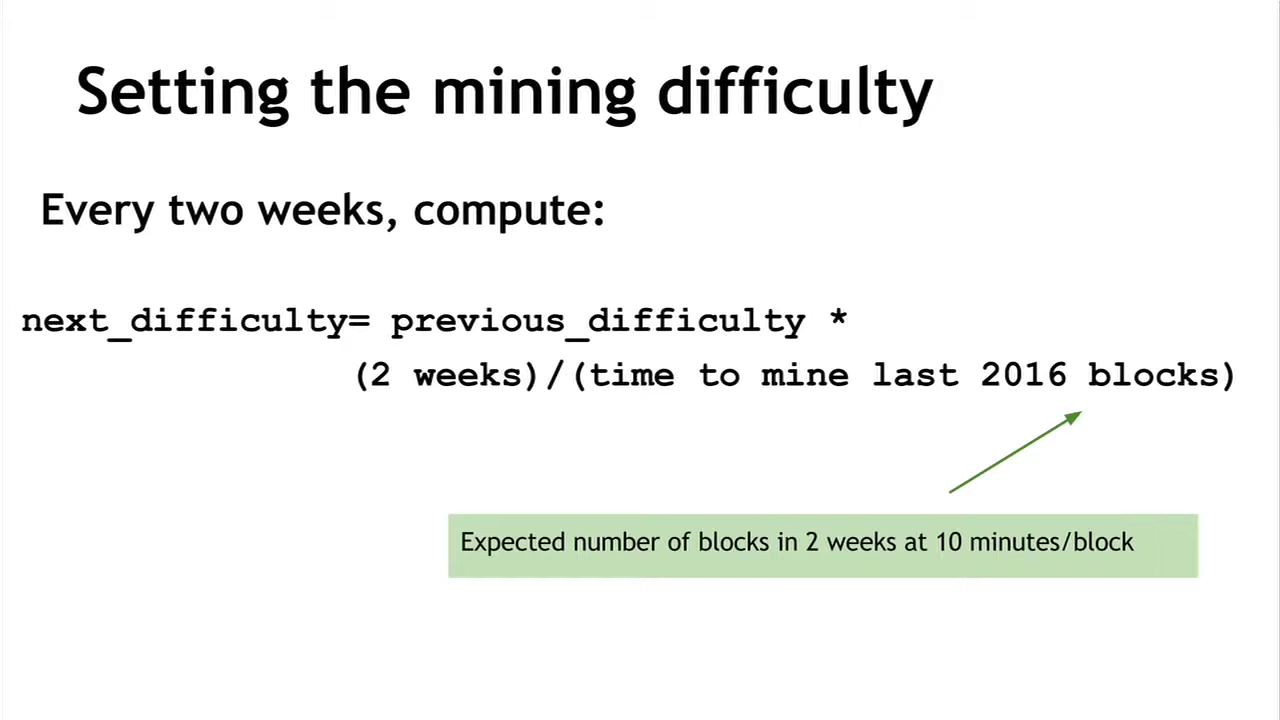 Setting the mining difficulty
Every two weeks, compute:
next_difficulty= previous_difficulty *
(2 weeks)/(time to mine last 2016 blocks)
Expected number of blocks in 2 weeks at 10 minutes/block